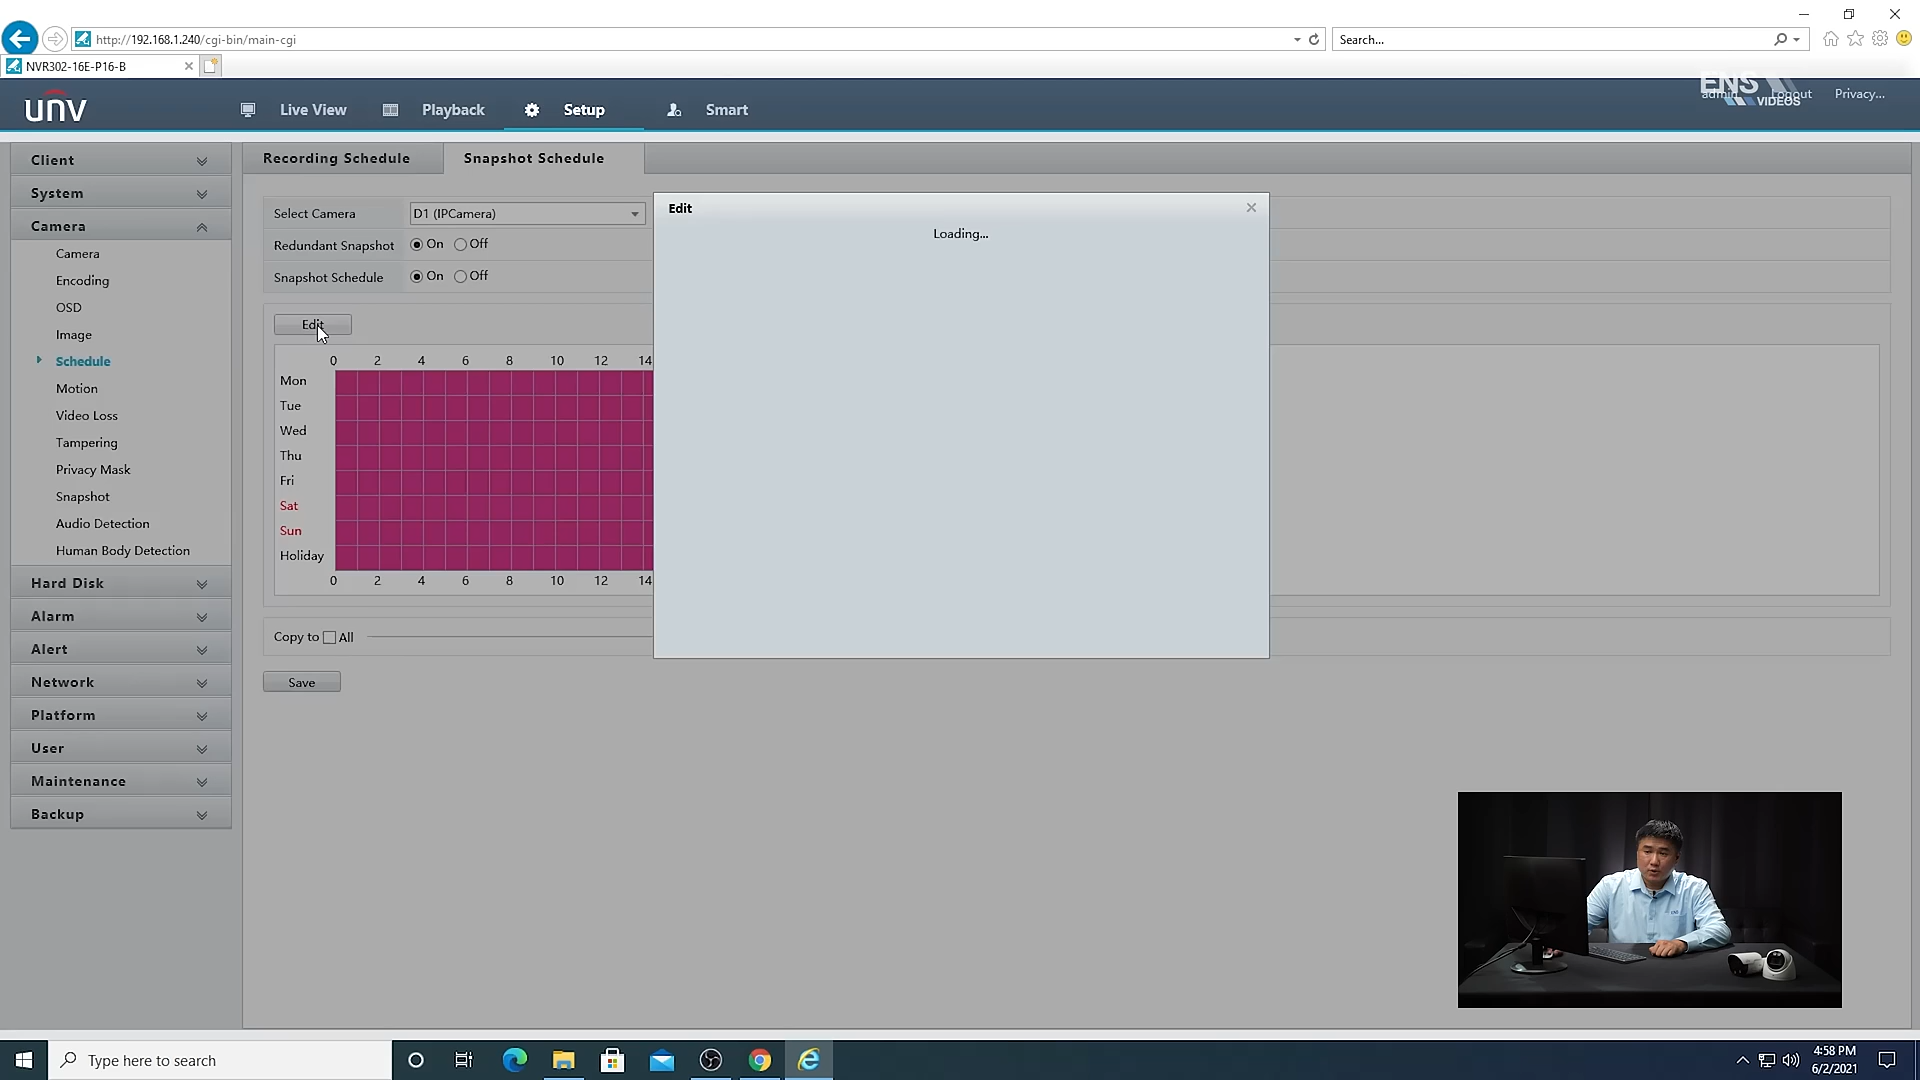 http://192.168.1.240/cgi-bin/main-cgi
Search...
NVR302-16E-P16-B
unv
Live View
Playback
Setup
Smart
ENS
VIDEOS
admin
Logout
Privacy...
Client
System
Camera
Camera
Encoding
OSD
Image
Schedule
Motion
Video Loss
Tampering
Privacy Mask
Snapshot
Audio Detection
Human Body Detection
Hard Disk
Alarm
Alert
Network
Platform
User
Maintenance
Backup
Recording Schedule
Snapshot Schedule
Select Camera D1 (IPCamera)
Redundant Snapshot On Off
Snapshot Schedule On Off
Edit
0 2 4 6 8 10 12 14
Mon
Tue
Wed
Thu
Fri
Sat
Sun
Holiday
0 2 4 6 8 10 12 14
Copy to All
Save
Edit
Loading...
Type here to search
4:58 PM
6/2/2021